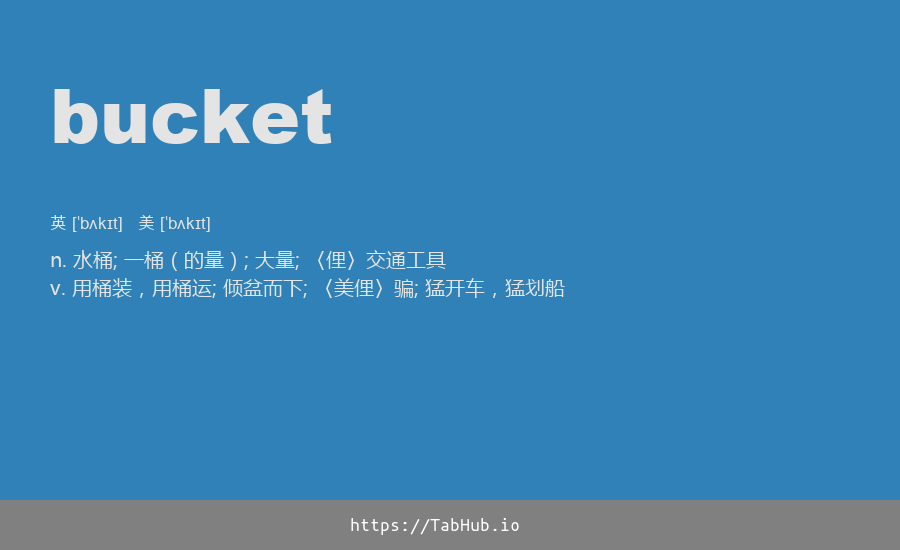 bucket
英 [ˈbʌkɪt] 美 [ˈbʌkɪt]
n. 水桶; 一桶（的量）; 大量; 〈俚〉交通工具
v. 用桶装，用桶运; 倾盆而下; 〈美俚〉骗; 猛开车，猛划船
https://TabHub.io